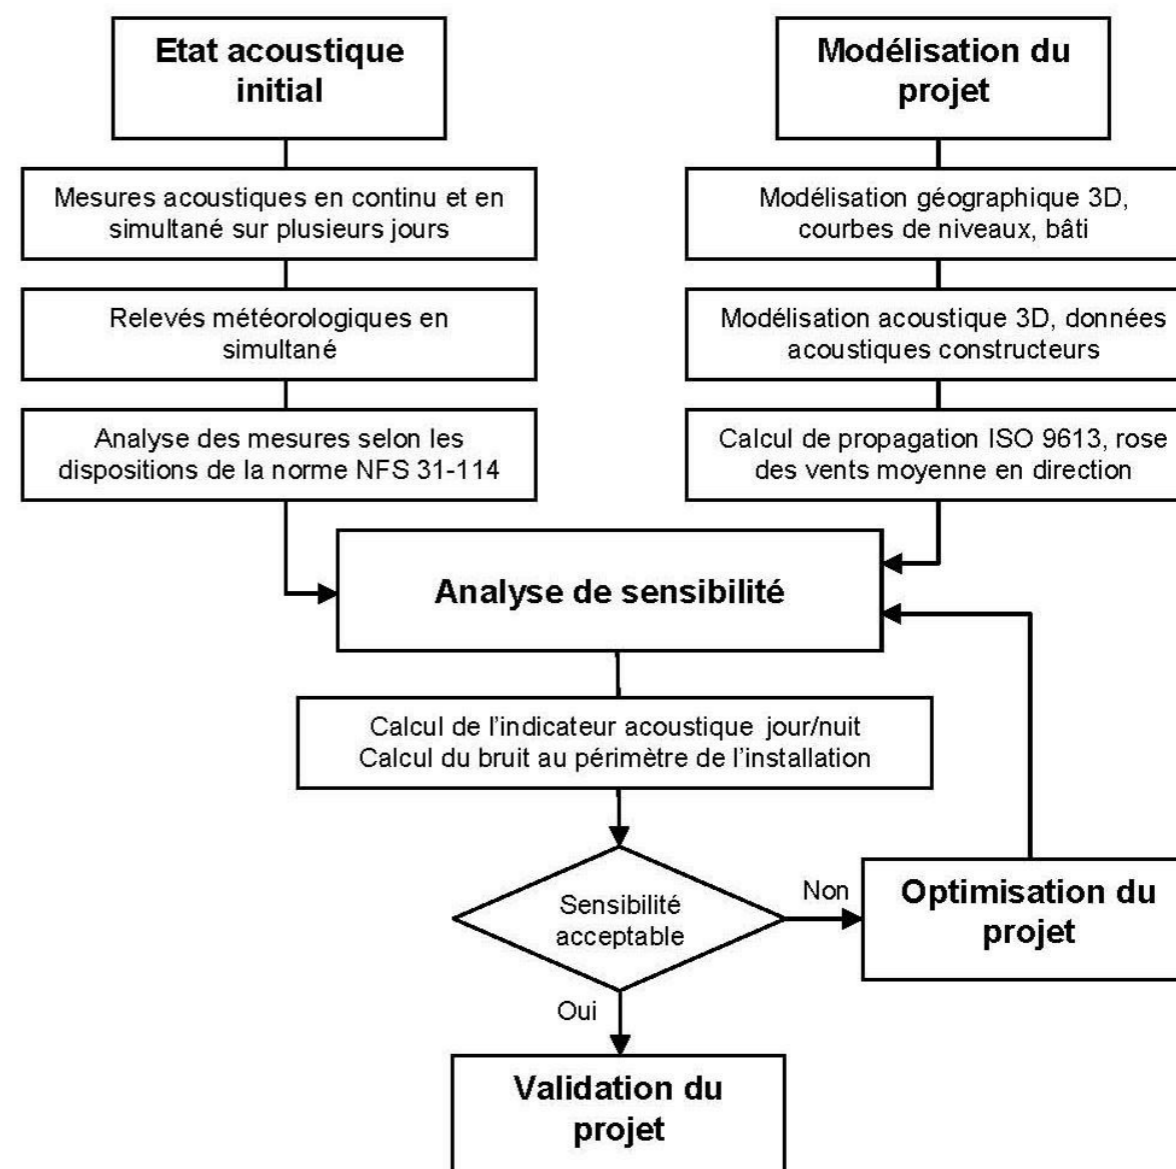 Etat acoustique
initial
Mesures acoustiques en continu et en
simultané sur plusieurs jours
Relevés météorologiques en
simultané
Analyse des mesures selon les
dispositions de la norme NFS 31-114
Modélisation du
projet
Modélisation géographique 3D,
courbes de niveaux, bâti
Modélisation acoustique 3D, données
acoustiques constructeurs
Calcul de propagation ISO 9613, rose
des vents moyenne en direction
Analyse de sensibilité
Calcul de l’indicateur acoustique jour/nuit
Calcul du bruit au périmètre de l’installation
Sensibilité
acceptable
Non
Optimisation du
projet
Oui
Validation du
projet